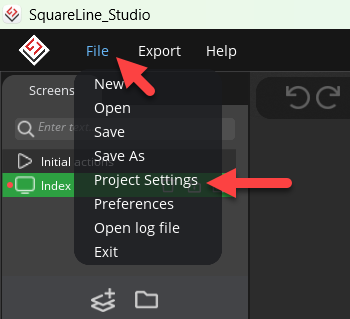 SquareLine_Studio
File Export Help
Screens
New
Open
Enter text
Save
Initial actions
Save As
Index
Project Settings
Preferences
Open log file
Exit